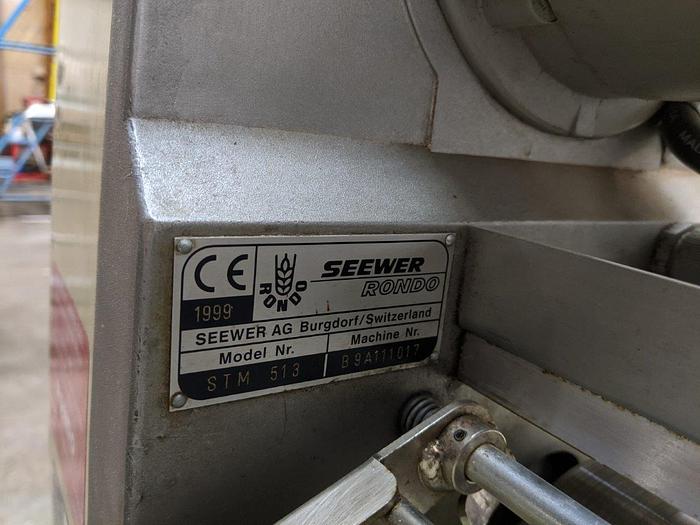 CE
1999
RONDO
SEEWER
RONDO
SEEWER AG Burgdorf/Switzerland
Model Nr. Machine Nr.
STM 513 B9A111017